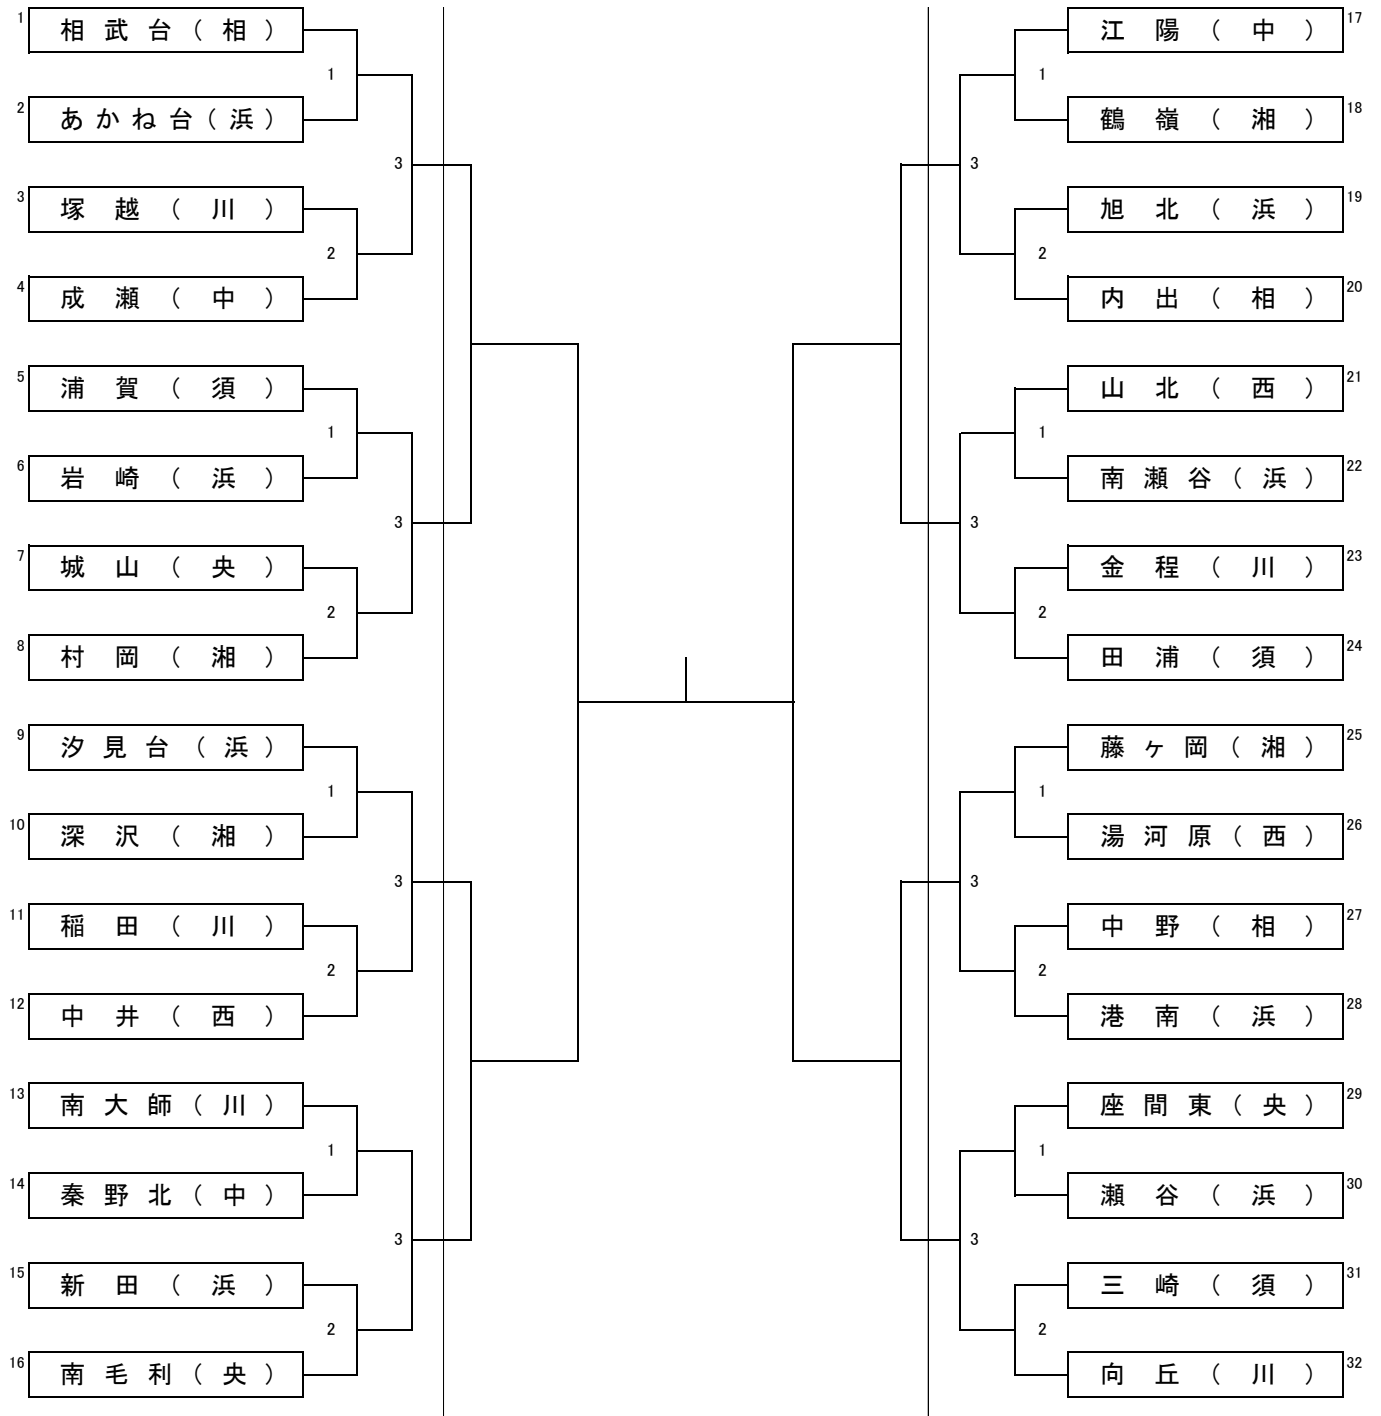 1 相武台(相)
1
2 あかね台(浜)
3
3 塚越(川)
2
4 成瀬(中)
5 浦賀(須)
1
6 岩崎(浜)
3
7 城山(央)
2
8 村岡(湘)
9 汐見台(浜)
1
10 深沢(湘)
3
11 稲田(川)
2
12 中井(西)
13 南大師(川)
1
14 秦野北(中)
3
15 新田(浜)
2
16 南毛利(央)
江陽(中) 17
1
鶴嶺(湘) 18
3
旭北(浜) 19
2
内出(相) 20
山北(西) 21
1
南瀬谷(浜) 22
3
金程(川) 23
2
田浦(須) 24
藤ヶ岡(湘) 25
1
湯河原(西) 26
3
中野(相) 27
2
港南(浜) 28
座間東(央) 29
1
瀬谷(浜) 30
3
三崎(須) 31
2
向丘(川) 32